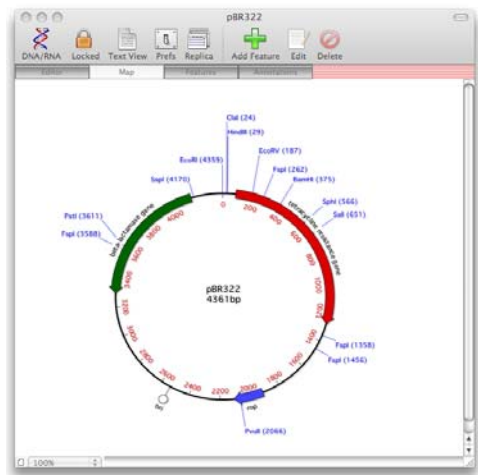 pBR322
DNA/RNA Locked Text View Prefs Replica Add Feature Edit Delete
Editor Map Features Annotations
ClaI (24)
HindIII (29)
EcoRI (4359)
EcoRV (187)
SspI (4170)
FspI (262)
BamHI (375)
PstI (3611)
FspI (3588)
SphI (566)
SalI (651)
beta-lactamase gene
tetracycline resistance gene
0
200
400
600
800
1000
1200
1400
1600
1800
2000
2200
2400
2600
2800
3000
3200
3400
3600
3800
4000
pBR322
4361bp
FspI (1358)
FspI (1456)
ori
rop
PvuII (2066)
100%